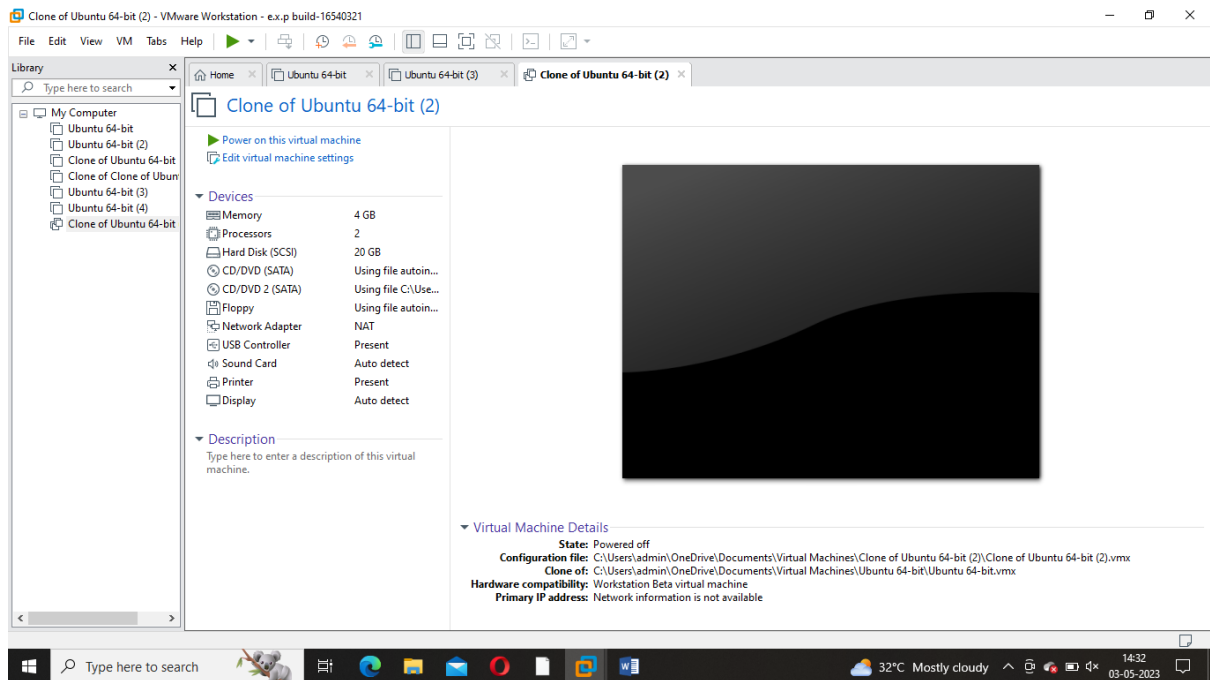 Clone of Ubuntu 64-bit (2) - VMware Workstation - e.x.p build-16540321
File Edit View VM Tabs Help
Library
Type here to search
My Computer
Ubuntu 64-bit
Ubuntu 64-bit (2)
Clone of Ubuntu 64-bit
Clone of Clone of Ubun
Ubuntu 64-bit (3)
Ubuntu 64-bit (4)
Clone of Ubuntu 64-bit
Home Ubuntu 64-bit Ubuntu 64-bit (3) Clone of Ubuntu 64-bit (2)
Clone of Ubuntu 64-bit (2)
Power on this virtual machine
Edit virtual machine settings
Devices
Memory 4 GB
Processors 2
Hard Disk (SCSI) 20 GB
CD/DVD (SATA) Using file autoin...
CD/DVD 2 (SATA) Using file C:\Use...
Floppy Using file autoin...
Network Adapter NAT
USB Controller Present
Sound Card Auto detect
Printer Present
Display Auto detect
Description
Type here to enter a description of this virtual
machine.
Virtual Machine Details
State: Powered off
Configuration file: C:\Users\admin\OneDrive\Documents\Virtual Machines\Clone of Ubuntu 64-bit (2)\Clone of Ubuntu 64-bit (2).vmx
Clone of: C:\Users\admin\OneDrive\Documents\Virtual Machines\Ubuntu 64-bit\Ubuntu 64-bit.vmx
Hardware compatibility: Workstation Beta virtual machine
Primary IP address: Network information is not available
Type here to search
32°C Mostly cloudy
14:32
03-05-2023